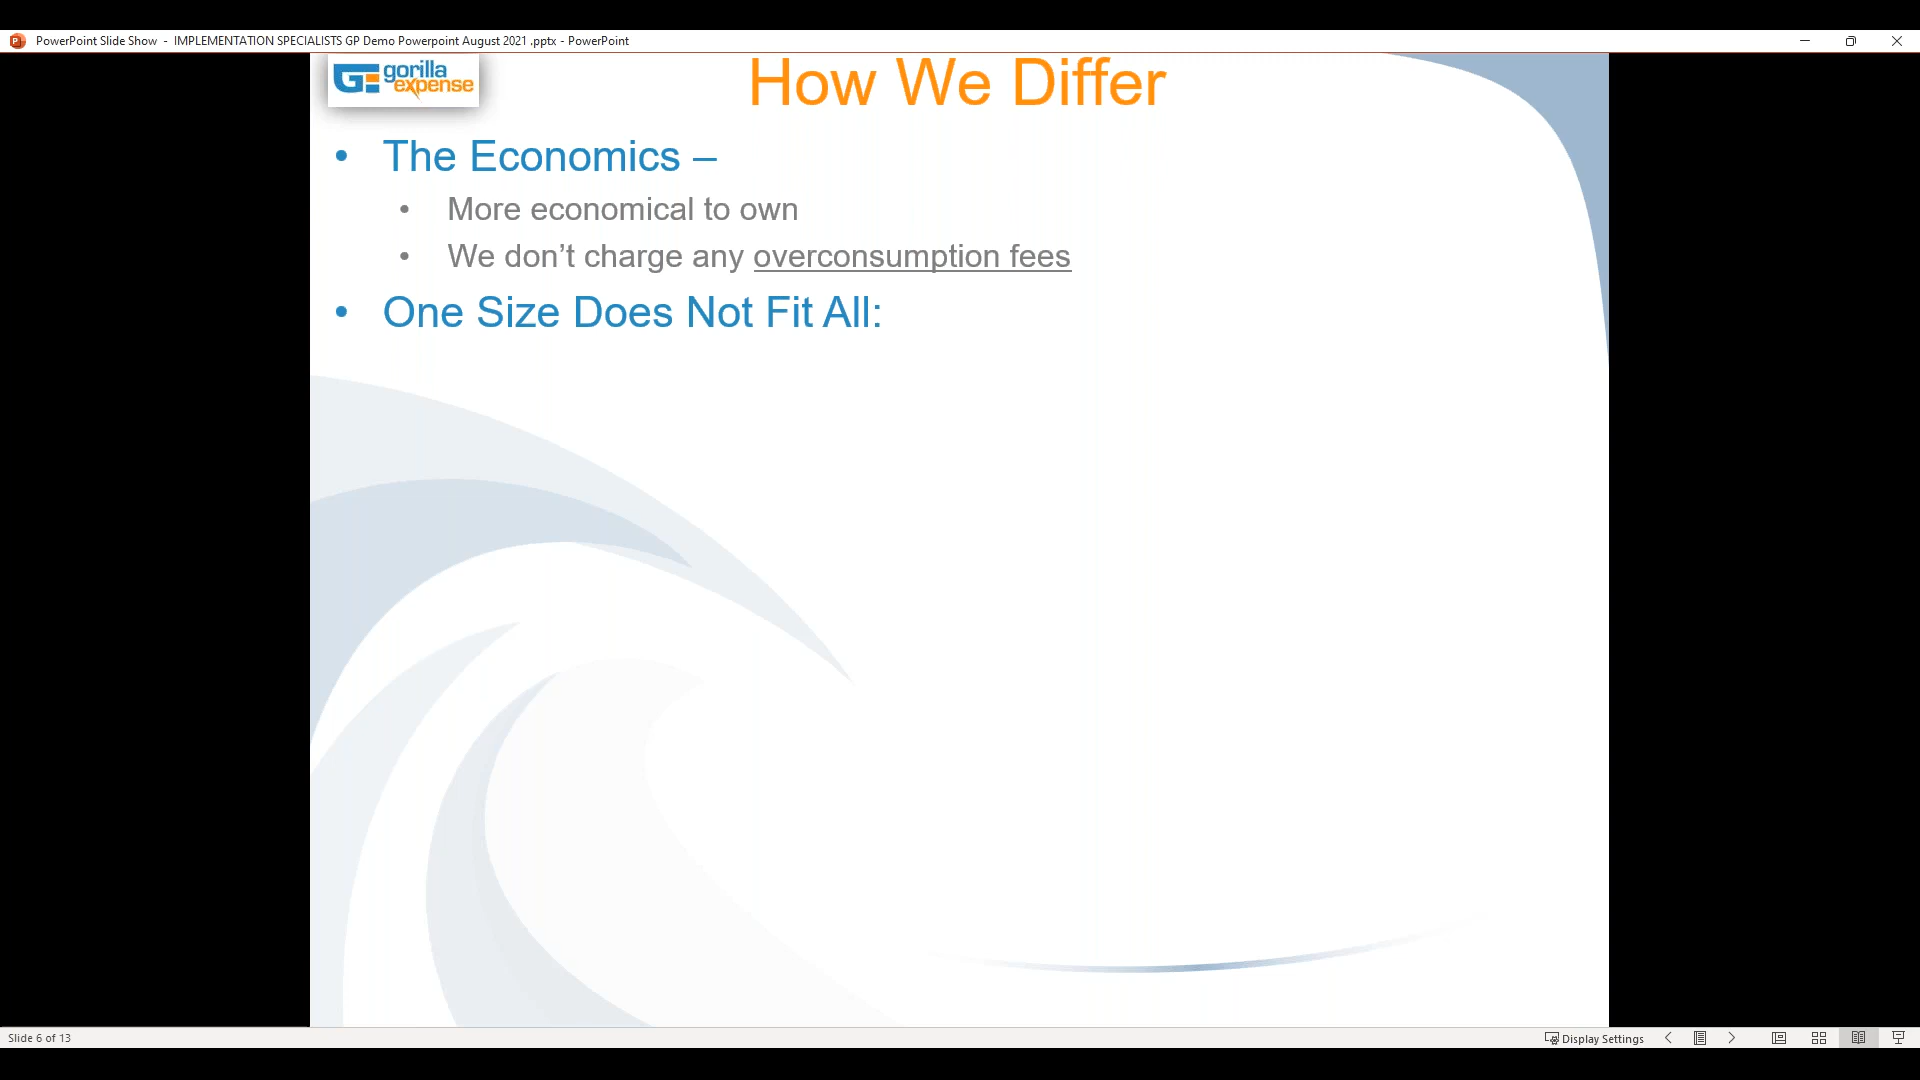 PowerPoint Slide Show - IMPLEMENTATION SPECIALISTS GP Demo Powerpoint August 2021 .pptx - PowerPoint
GE gorilla
expense
How We Differ
• The Economics –
• More economical to own
• We don’t charge any overconsumption fees
• One Size Does Not Fit All:
Slide 6 of 13
Display Settings